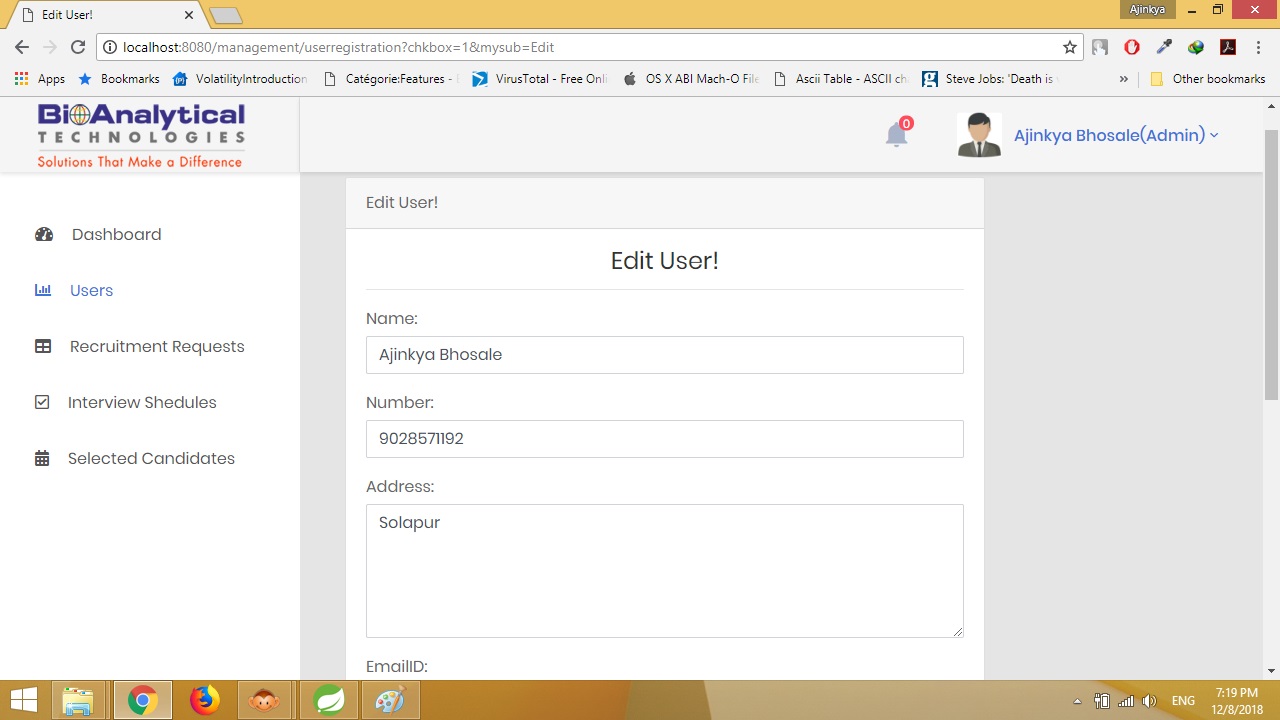 Edit User!
Ajinkya
localhost:8080/management/userregistration?chkbox=1&mysub=Edit
Apps
Bookmarks
VolatilityIntroduction
Catégorie:Features -
VirusTotal - Free Onli
OS X ABI Mach-O File
Ascii Table - ASCII ch
Steve Jobs: 'Death is
»
Other bookmarks
BioAnalytical
TECHNOLOGIES
Solutions That Make a Difference
0
Ajinkya Bhosale(Admin)
Dashboard
Users
Recruitment Requests
Interview Shedules
Selected Candidates
Edit User!
Edit User!
Name:
Ajinkya Bhosale
Number:
9028571192
Address:
Solapur
EmailID:
ENG
7:19 PM
12/8/2018